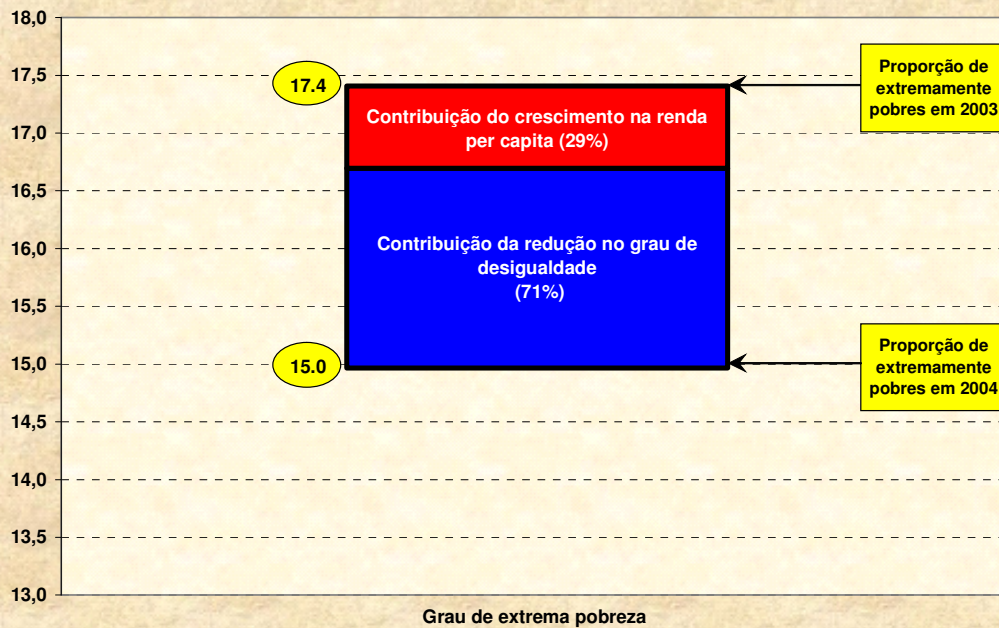 18,0
17,5
17,0
16,5
16,0
15,5
15,0
14,5
14,0
13,5
13,0
17.4
Contribuição do crescimento na renda
per capita (29%)
Contribuição da redução no grau de
desigualdade
(71%)
15.0
Proporção de
extremamente
pobres em 2003
Proporção de
extremamente
pobres em 2004
Grau de extrema pobreza